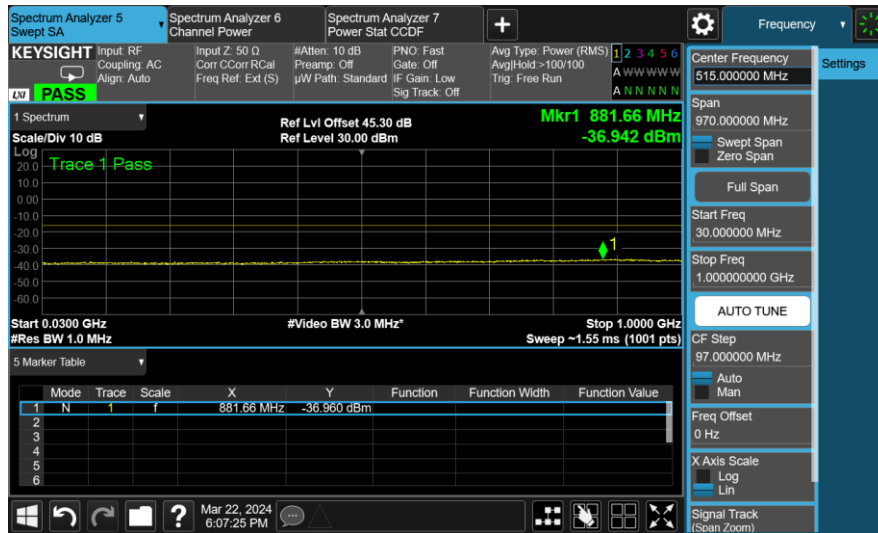 Spectrum Analyzer 5
Swept SA
Spectrum Analyzer 6
Channel Power
Spectrum Analyzer 7
Power Stat CCDF
+
Frequency
KEYSIGHT
LXI
PASS
Input: RF
Coupling: AC
Align: Auto
Input Z: 50 Ω
Corr CCorr RCal
Freq Ref: Ext (S)
#Atten: 10 dB
Preamp: Off
µW Path: Standard
PNO: Fast
Gate: Off
IF Gain: Low
Sig Track: Off
Avg Type: Power (RMS)
Avg|Hold:>100/100
Trig: Free Run
1 2 3 4 5 6
A W W W W W
A N N N N N
1 Spectrum
Scale/Div 10 dB
Ref Lvl Offset 45.30 dB
Ref Level 30.00 dBm
Mkr1 881.66 MHz
-36.942 dBm
Log
Trace 1 Pass
20.0
10.0
0.00
-10.0
-20.0
-30.0
-40.0
-50.0
-60.0
1
Start 0.0300 GHz
#Res BW 1.0 MHz
#Video BW 3.0 MHz*
Stop 1.0000 GHz
Sweep ~1.55 ms (1001 pts)
5 Marker Table
Mode Trace Scale X Y Function Function Width Function Value
1 N 1 f 881.66 MHz -36.960 dBm
2
3
4
5
6
Mar 22, 2024
6:07:25 PM
?
Center Frequency
515.000000 MHz
Span
970.000000 MHz
Swept Span
Zero Span
Full Span
Start Freq
30.000000 MHz
Stop Freq
1.000000000 GHz
AUTO TUNE
CF Step
97.000000 MHz
Auto
Man
Freq Offset
0 Hz
X Axis Scale
Log
Lin
Signal Track
(Span Zoom)
Settings